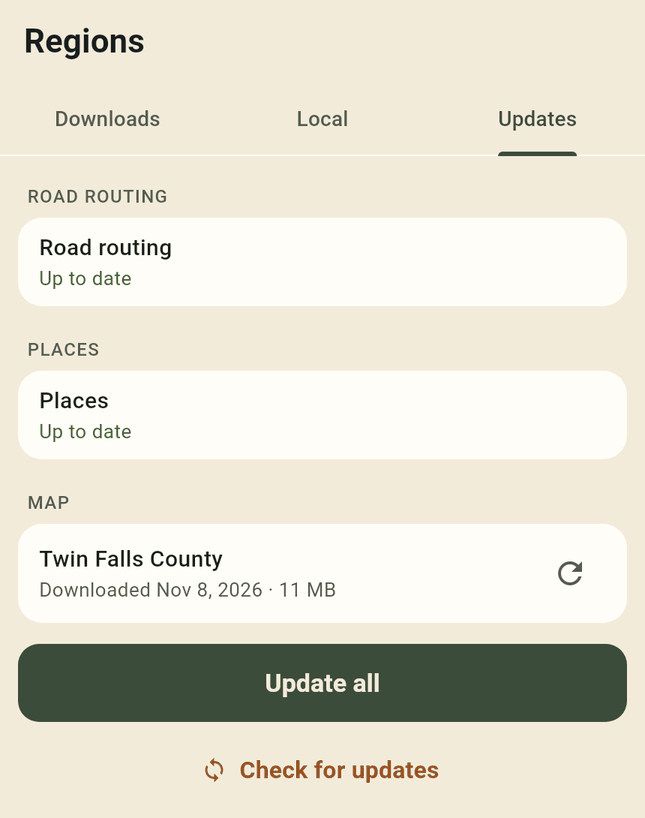 Regions
Downloads
Local
Updates
ROAD ROUTING
Road routing
Up to date
PLACES
Places
Up to date
MAP
Twin Falls County
Downloaded Nov 8, 2026 · 11 MB
Update all
Check for updates